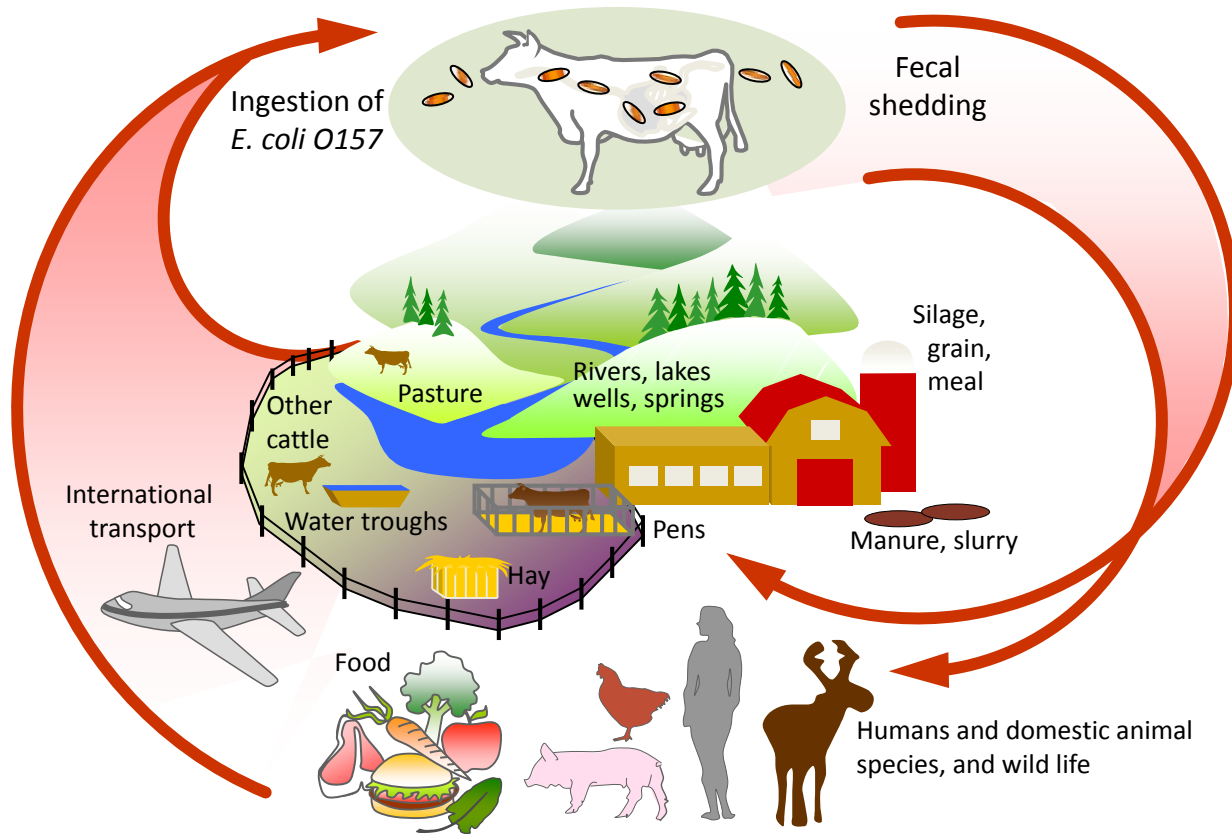 Ingestion of
E. coli O157
Fecal
shedding
Silage,
grain,
meal
Rivers, lakes
wells, springs
Pasture
Other
cattle
International
transport
Water troughs
Pens
Manure, slurry
Hay
Food
Humans and domestic animal
species, and wild life